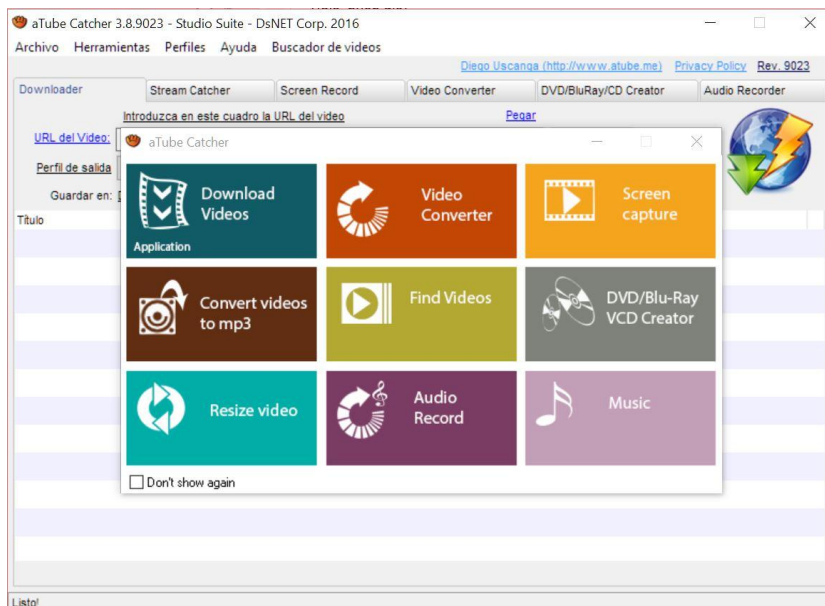 aTube Catcher 3.8.9023 - Studio Suite - DsNET Corp. 2016
Archivo Herramientas Perfiles Ayuda Buscador de videos
Diego Uscanga (http://www.atube.me) Privacy Policy Rev. 9023
Downloader Stream Catcher Screen Record Video Converter DVD/BluRay/CD Creator Audio Recorder
Introduzca en este cuadro la URL del video Pegar
URL del Video:
Perfil de salida
Guardar en:
Título
aTube Catcher
Download
Videos
Application
Video
Converter
Screen
capture
Convert videos
to mp3
Find Videos
DVD/Blu-Ray
VCD Creator
Resize video
Audio
Record
Music
Don't show again
Listo!